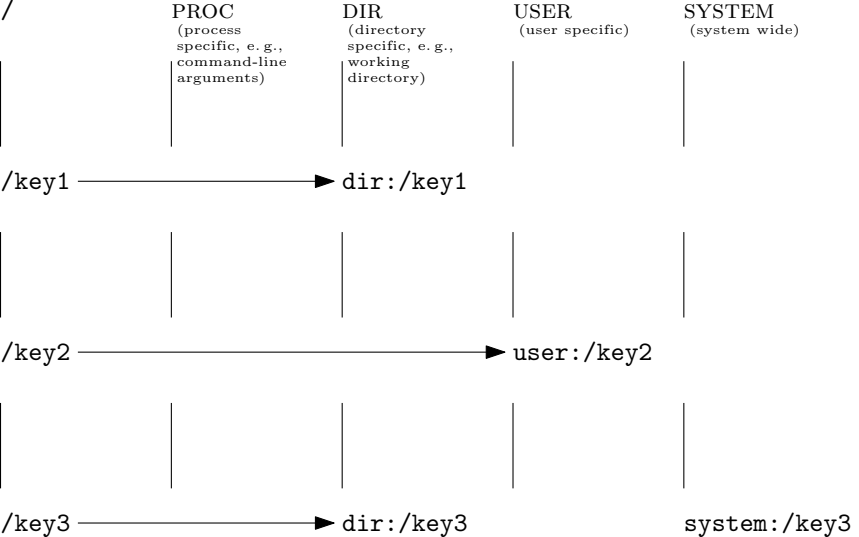 /
PROC
(process
specific, e. g.,
command-line
arguments)
DIR
(directory
specific, e. g.,
working
directory)
USER
(user specific)
SYSTEM
(system wide)
/key1
dir:/key1
/key2
user:/key2
/key3
dir:/key3
system:/key3